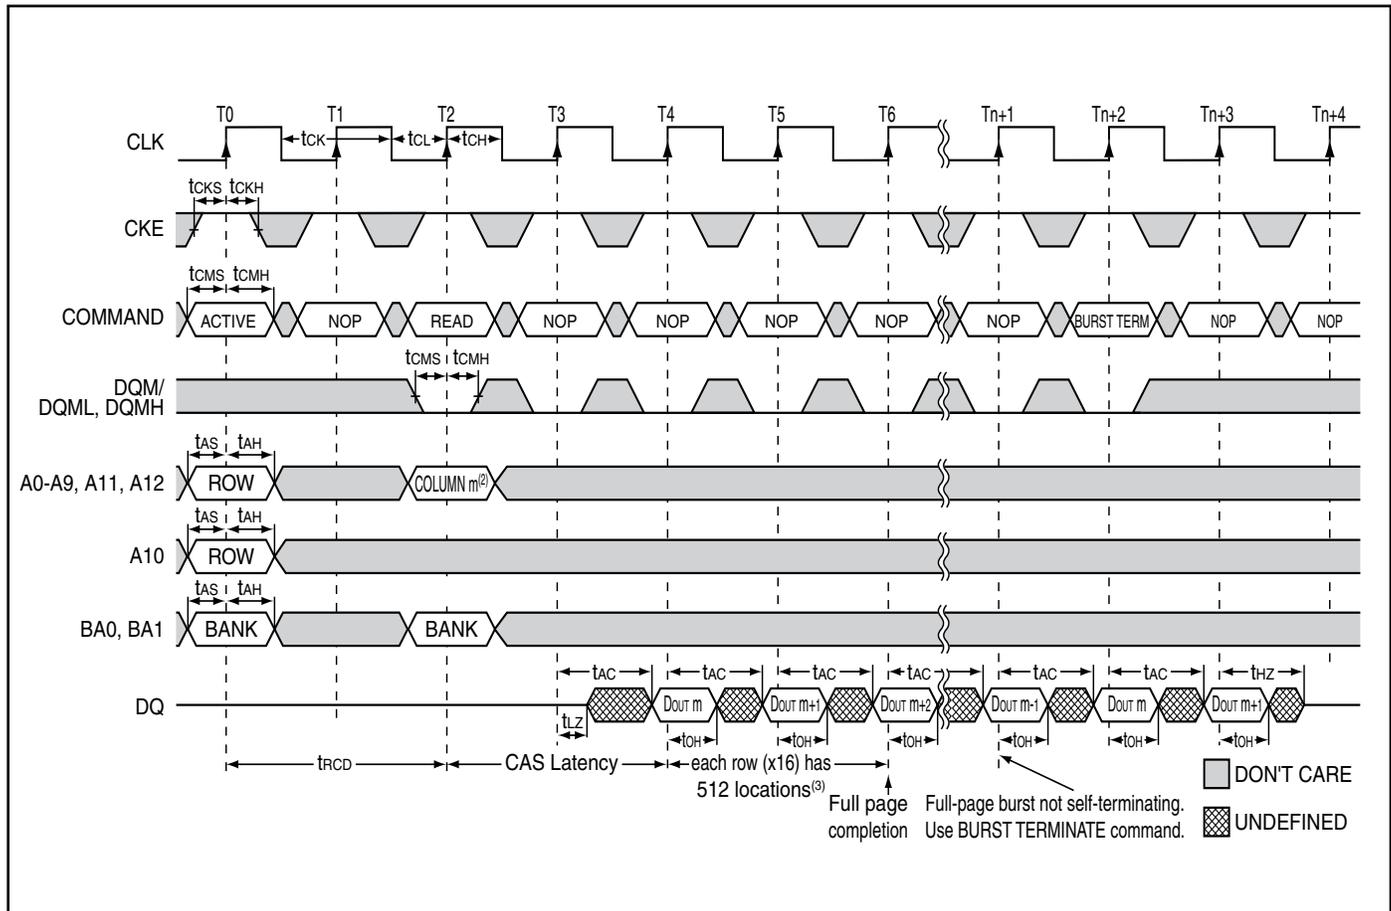 T0 T1 T2 T3 T4 T5 T6 Tn+1 Tn+2 Tn+3 Tn+4
CLK tCK tCL tCH
tCKS tCKH
CKE
tCMS tCMH
COMMAND ACTIVE NOP READ NOP NOP NOP NOP NOP BURST TERM NOP NOP
tCMS tCMH
DQM/
DQML, DQMH
tAS tAH
A0-A9, A11, A12 ROW COLUMN m(2)
tAS tAH
A10 ROW
tAS tAH
BA0, BA1 BANK BANK
tAC tAC tAC tAC tAC tAC tHZ
DQ DOUT m DOUT m+1 DOUT m+2 DOUT m-1 DOUT m DOUT m+1
tLZ tOH tOH tOH tOH tOH tOH
tRCD CAS Latency each row (x16) has
512 locations(3)
Full page
completion
Full-page burst not self-terminating.
Use BURST TERMINATE command.
DON'T CARE
UNDEFINED